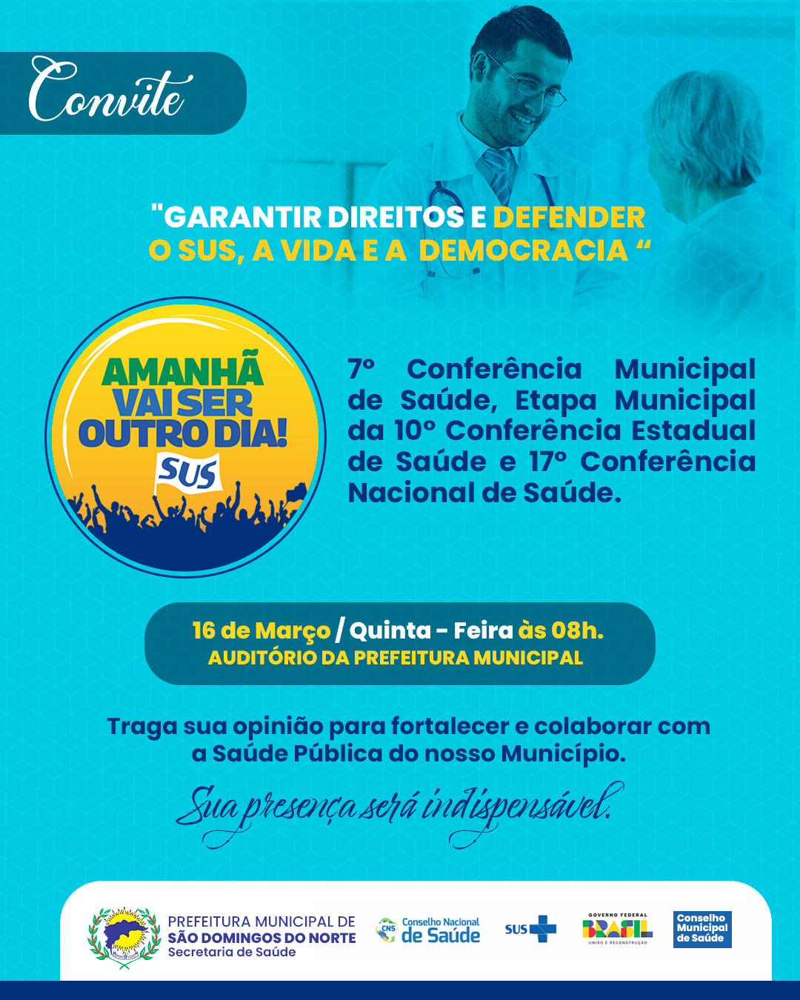 Convite
"GARANTIR DIREITOS E DEFENDER
O SUS, A VIDA E A DEMOCRACIA “
AMANHÃ
VAI SER
OUTRO DIA!
SUS
7º Conferência Municipal
de Saúde, Etapa Municipal
da 10º Conferência Estadual
de Saúde e 17º Conferência
Nacional de Saúde.
16 de Março / Quinta - Feira às 08h.
AUDITÓRIO DA PREFEITURA MUNICIPAL
Traga sua opinião para fortalecer e colaborar com
a Saúde Pública do nosso Município.
Sua presença será indispensável.
PREFEITURA MUNICIPAL DE
SÃO DOMINGOS DO NORTE
Secretaria de Saúde
CNS
Conselho Nacional
de Saúde
SUS
GOVERNO FEDERAL
BRASIL
UNIÃO E RECONSTRUÇÃO
Conselho
Municipal
de Saúde